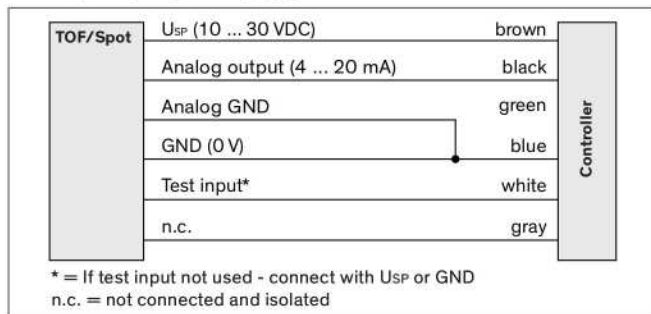 TOF/Spot
USP (10 ... 30 VDC) brown
Analog output (4 ... 20 mA) black
Analog GND green
GND (0 V) blue
Test input* white
n.c. gray
Controller
* = If test input not used - connect with USP or GND
n.c. = not connected and isolated